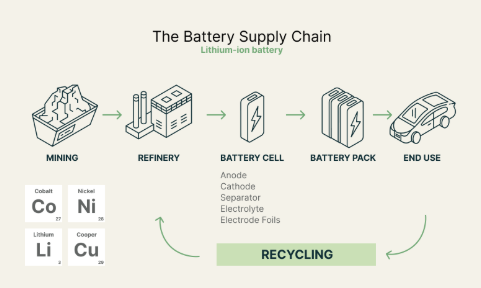 The Battery Supply Chain
Lithium-ion battery
MINING
REFINERY
BATTERY CELL
BATTERY PACK
END USE
Anode
Cathode
Separator
Electrolyte
Electrode Foils
Cobalt
Co
27
Nickel
Ni
28
Lithium
Li
3
Cooper
Cu
29
RECYCLING